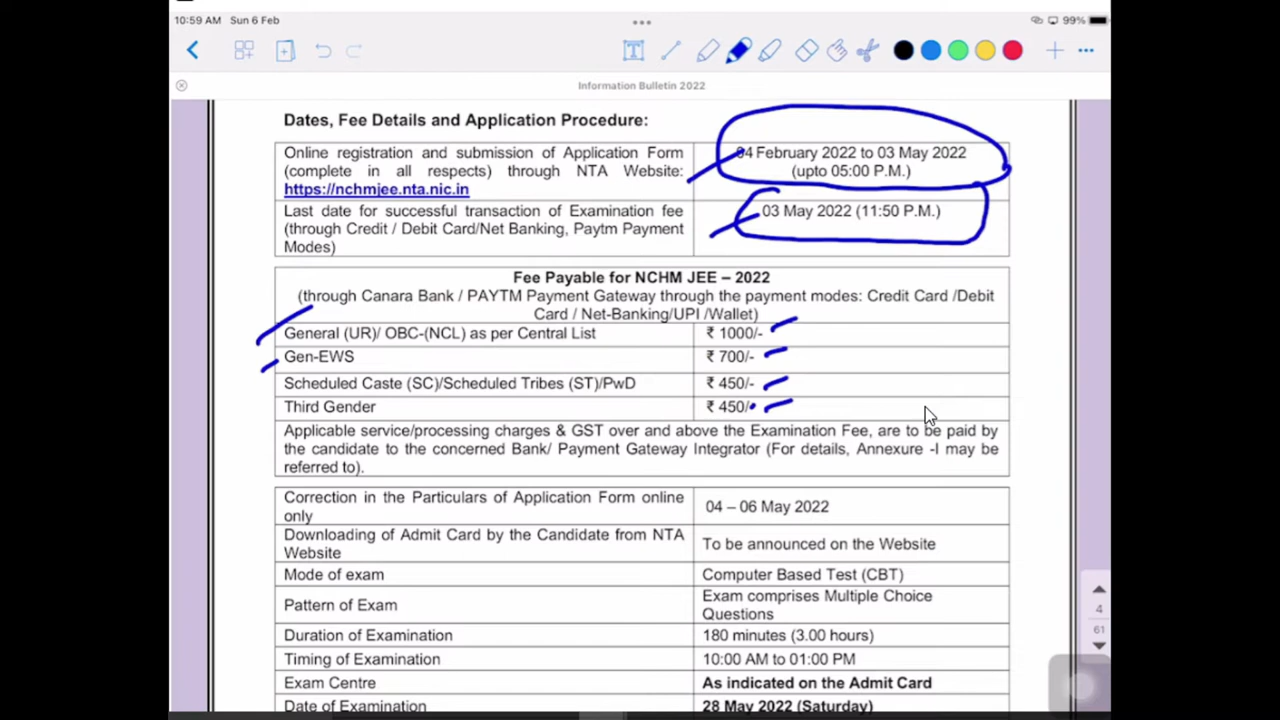 10:59 AM Sun 6 Feb
99%
Information Bulletin 2022
Dates, Fee Details and Application Procedure:
Online registration and submission of Application Form
(complete in all respects) through NTA Website:
https://nchmjee.nta.nic.in
04 February 2022 to 03 May 2022
(upto 05:00 P.M.)
Last date for successful transaction of Examination fee
(through Credit / Debit Card/Net Banking, Paytm Payment
Modes)
03 May 2022 (11:50 P.M.)
Fee Payable for NCHM JEE – 2022
(through Canara Bank / PAYTM Payment Gateway through the payment modes: Credit Card /Debit
Card / Net-Banking/UPI /Wallet)
General (UR)/ OBC-(NCL) as per Central List
₹ 1000/-
Gen-EWS
₹ 700/-
Scheduled Caste (SC)/Scheduled Tribes (ST)/PwD
₹ 450/-
Third Gender
₹ 450/-
Applicable service/processing charges & GST over and above the Examination Fee, are to be paid by
the candidate to the concerned Bank/ Payment Gateway Integrator (For details, Annexure -I may be
referred to).
Correction in the Particulars of Application Form online
only
04 – 06 May 2022
Downloading of Admit Card by the Candidate from NTA
Website
To be announced on the Website
Mode of exam
Computer Based Test (CBT)
Pattern of Exam
Exam comprises Multiple Choice
Questions
Duration of Examination
180 minutes (3.00 hours)
Timing of Examination
10:00 AM to 01:00 PM
Exam Centre
As indicated on the Admit Card
Date of Examination
28 May 2022 (Saturday)
4
61